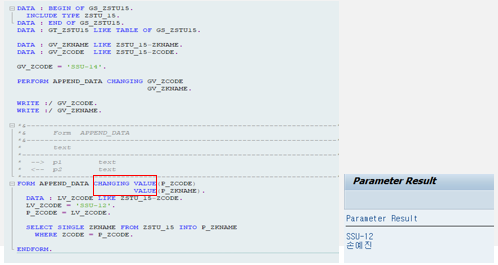 DATA : BEGIN OF GS_ZSTU15.
INCLUDE TYPE ZSTU_15.
DATA : END OF GS_ZSTU15.
DATA : GT_ZSTU15 LIKE TABLE OF GS_ZSTU15.
DATA : GV_ZKNAME LIKE ZSTU_15-ZKNAME.
DATA : GV_ZCODE LIKE ZSTU_15-ZCODE.
GV_ZCODE = 'SSU-14'.
PERFORM APPEND_DATA CHANGING GV_ZCODE
GV_ZKNAME.
WRITE :/ GV_ZCODE.
WRITE :/ GV_ZKNAME.
*&---------------------------------------------------------------------
*& Form APPEND_DATA
*&---------------------------------------------------------------------
* text
*----------------------------------------------------------------------
* --> p1 text
* <-- p2 text
*----------------------------------------------------------------------
FORM APPEND_DATA CHANGING VALUE(P_ZCODE)
VALUE(P_ZKNAME).
DATA : LV_ZCODE LIKE ZSTU_15-ZCODE.
LV_ZCODE = 'SSU-12'.
P_ZCODE = LV_ZCODE.
SELECT SINGLE ZKNAME FROM ZSTU_15 INTO P_ZKNAME
WHERE ZCODE = P_ZCODE.
ENDFORM.
Parameter Result
Parameter Result
SSU-12
손예진